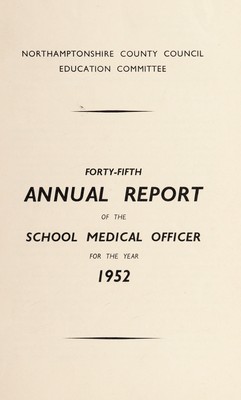 NORTHAMPTONSHIRE COUNTY COUNCIL
EDUCATION COMMITTEE
FORTY-FIFTH
ANNUAL REPORT
OF THE
SCHOOL MEDICAL OFFICER
FOR THE YEAR
1952